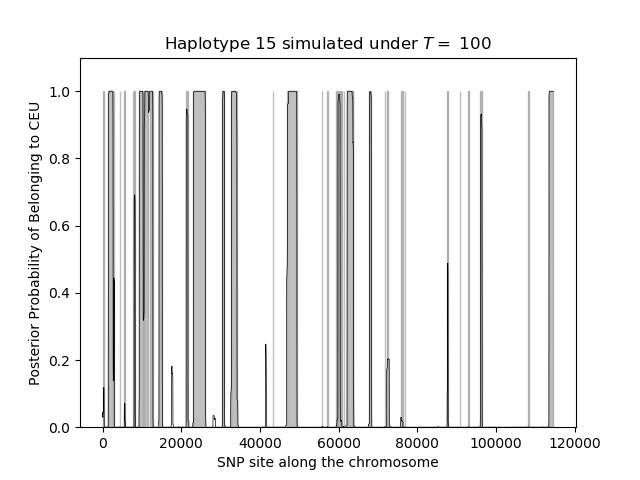 Haplotype 15 simulated under T = 100
Posterior Probability of Belonging to CEU
1.0
0.8
0.6
0.4
0.2
0.0
0 20000 40000 60000 80000 100000 120000
SNP site along the chromosome